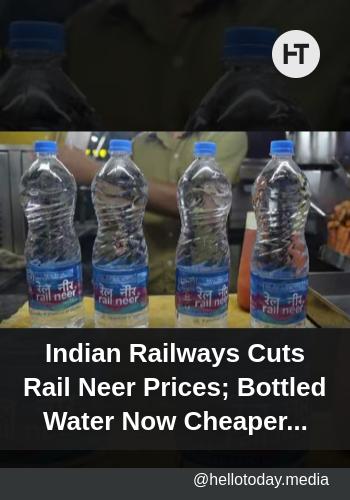 HT
रेल नीर रेल नीर रेल नीर रेल नीर
rail neer rail neer rail neer rail neer
Indian Railways Cuts
Rail Neer Prices; Bottled
Water Now Cheaper...
@hellotoday.media